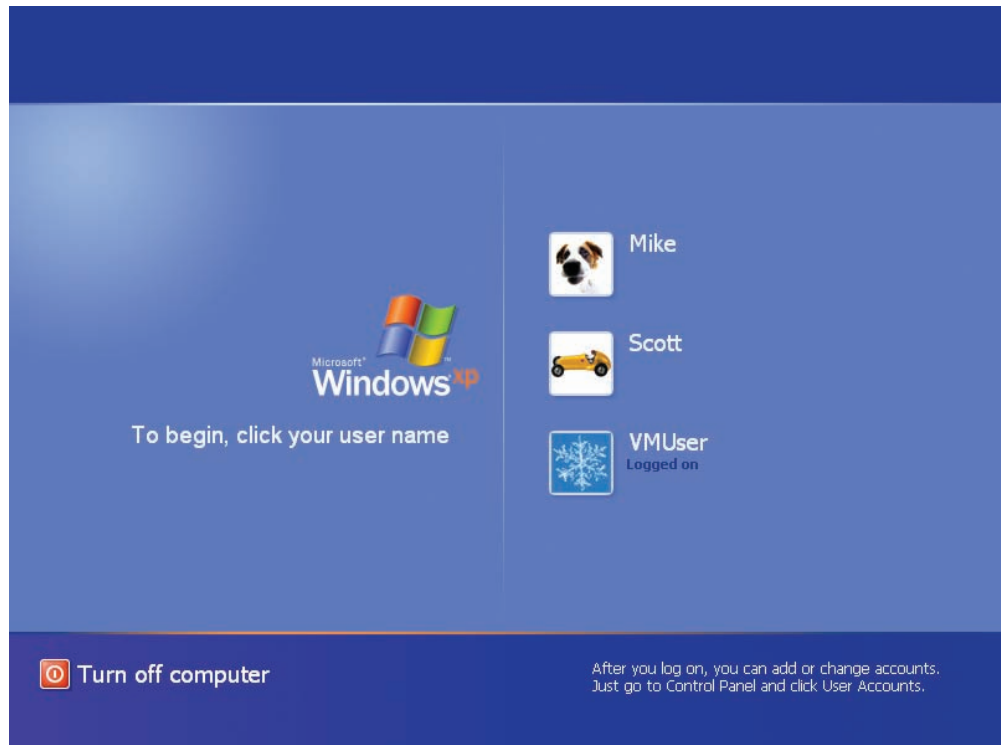 Microsoft®
Windows xp
To begin, click your user name
Mike
Scott
VMUser
Logged on
Turn off computer
After you log on, you can add or change accounts.
Just go to Control Panel and click User Accounts.